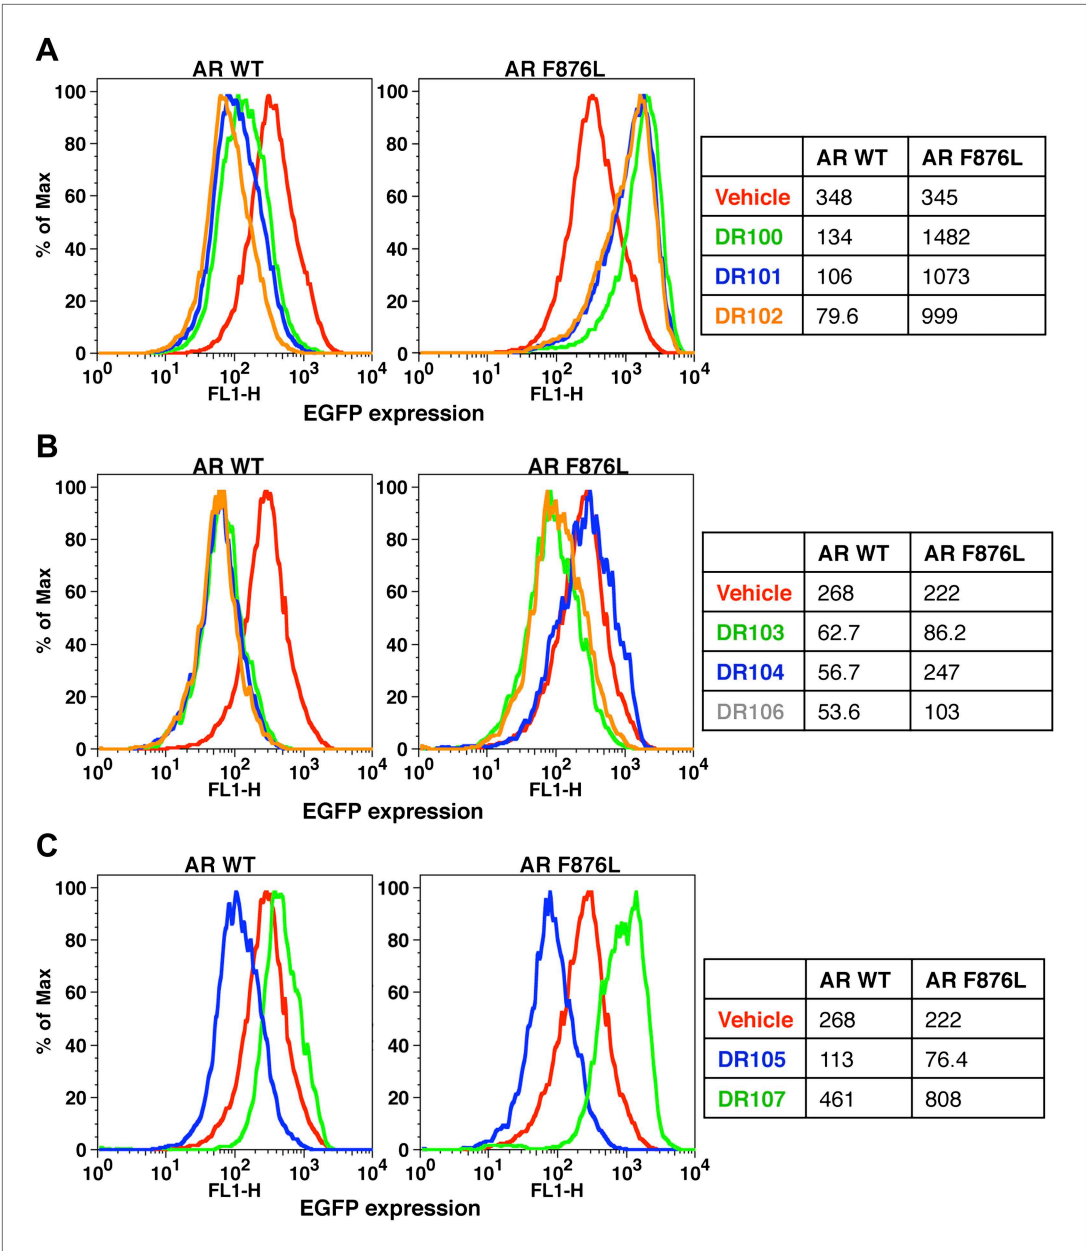 A
AR WT
AR F876L
% of Max
100
80
60
40
20
0
10^0 10^1 10^2 10^3 10^4
FL1-H
100
80
60
40
20
0
10^0 10^1 10^2 10^3 10^4
FL1-H
EGFP expression
AR WT AR F876L
Vehicle 348 345
DR100 134 1482
DR101 106 1073
DR102 79.6 999
B
AR WT
AR F876L
% of Max
100
80
60
40
20
0
10^0 10^1 10^2 10^3 10^4
FL1-H
100
80
60
40
20
0
10^0 10^1 10^2 10^3 10^4
FL1-H
EGFP expression
AR WT AR F876L
Vehicle 268 222
DR103 62.7 86.2
DR104 56.7 247
DR106 53.6 103
C
AR WT
AR F876L
% of Max
100
80
60
40
20
0
10^0 10^1 10^2 10^3 10^4
FL1-H
100
80
60
40
20
0
10^0 10^1 10^2 10^3 10^4
FL1-H
EGFP expression
AR WT AR F876L
Vehicle 268 222
DR105 113 76.4
DR107 461 808